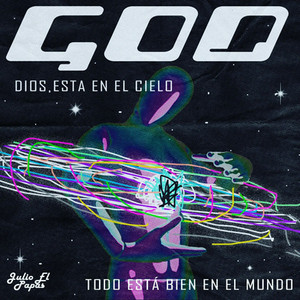 GOD
DIOS,ESTA EN EL CIELO
TODO ESTÁ BIEN EN EL MUNDO
Julio El
Papas